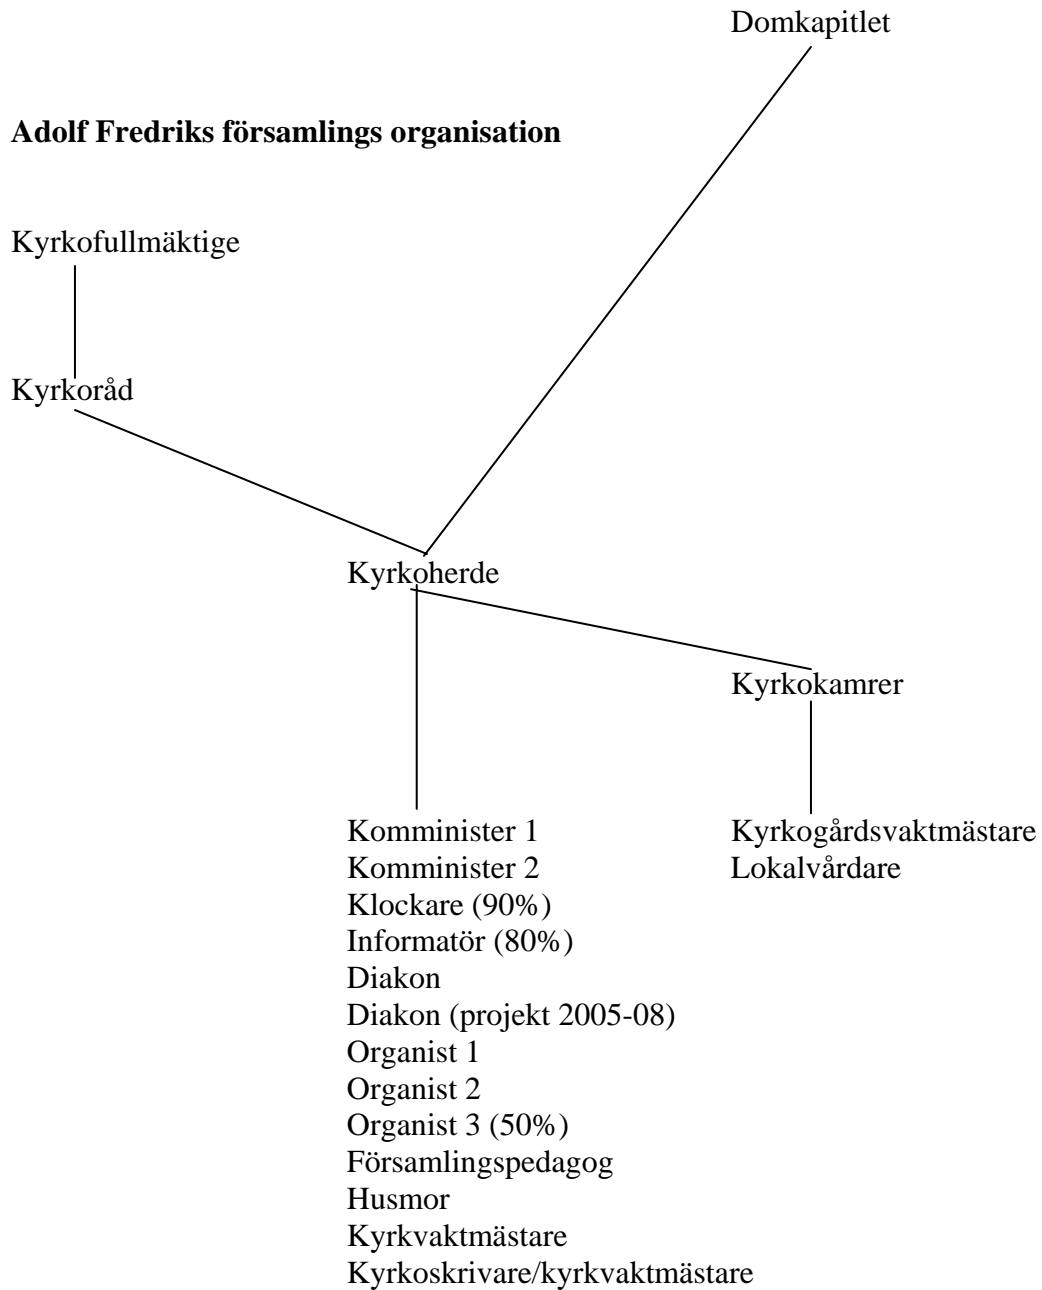 Domkapitlet
Adolf Fredriks församlings organisation
Kyrkofullmäktige
Kyrkoråd
Kyrkoherde
Kyrkokamrer
Komminister 1
Komminister 2
Klockare (90%)
Informatör (80%)
Diakon
Diakon (projekt 2005-08)
Organist 1
Organist 2
Organist 3 (50%)
Församlingspedagog
Husmor
Kyrkvaktmästare
Kyrkoskrivare/kyrkvaktmästare
Kyrkogårdsvaktmästare
Lokalvårdare